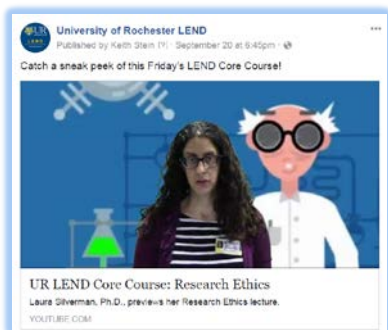 University of Rochester LEND
Published by Keith Stein [?] · September 20 at 6:45pm ·
Catch a sneak peek of this Friday's LEND Core Course!
UR LEND Core Course: Research Ethics
Laura Silverman, Ph.D., previews her Research Ethics lecture.
YOUTUBE.COM